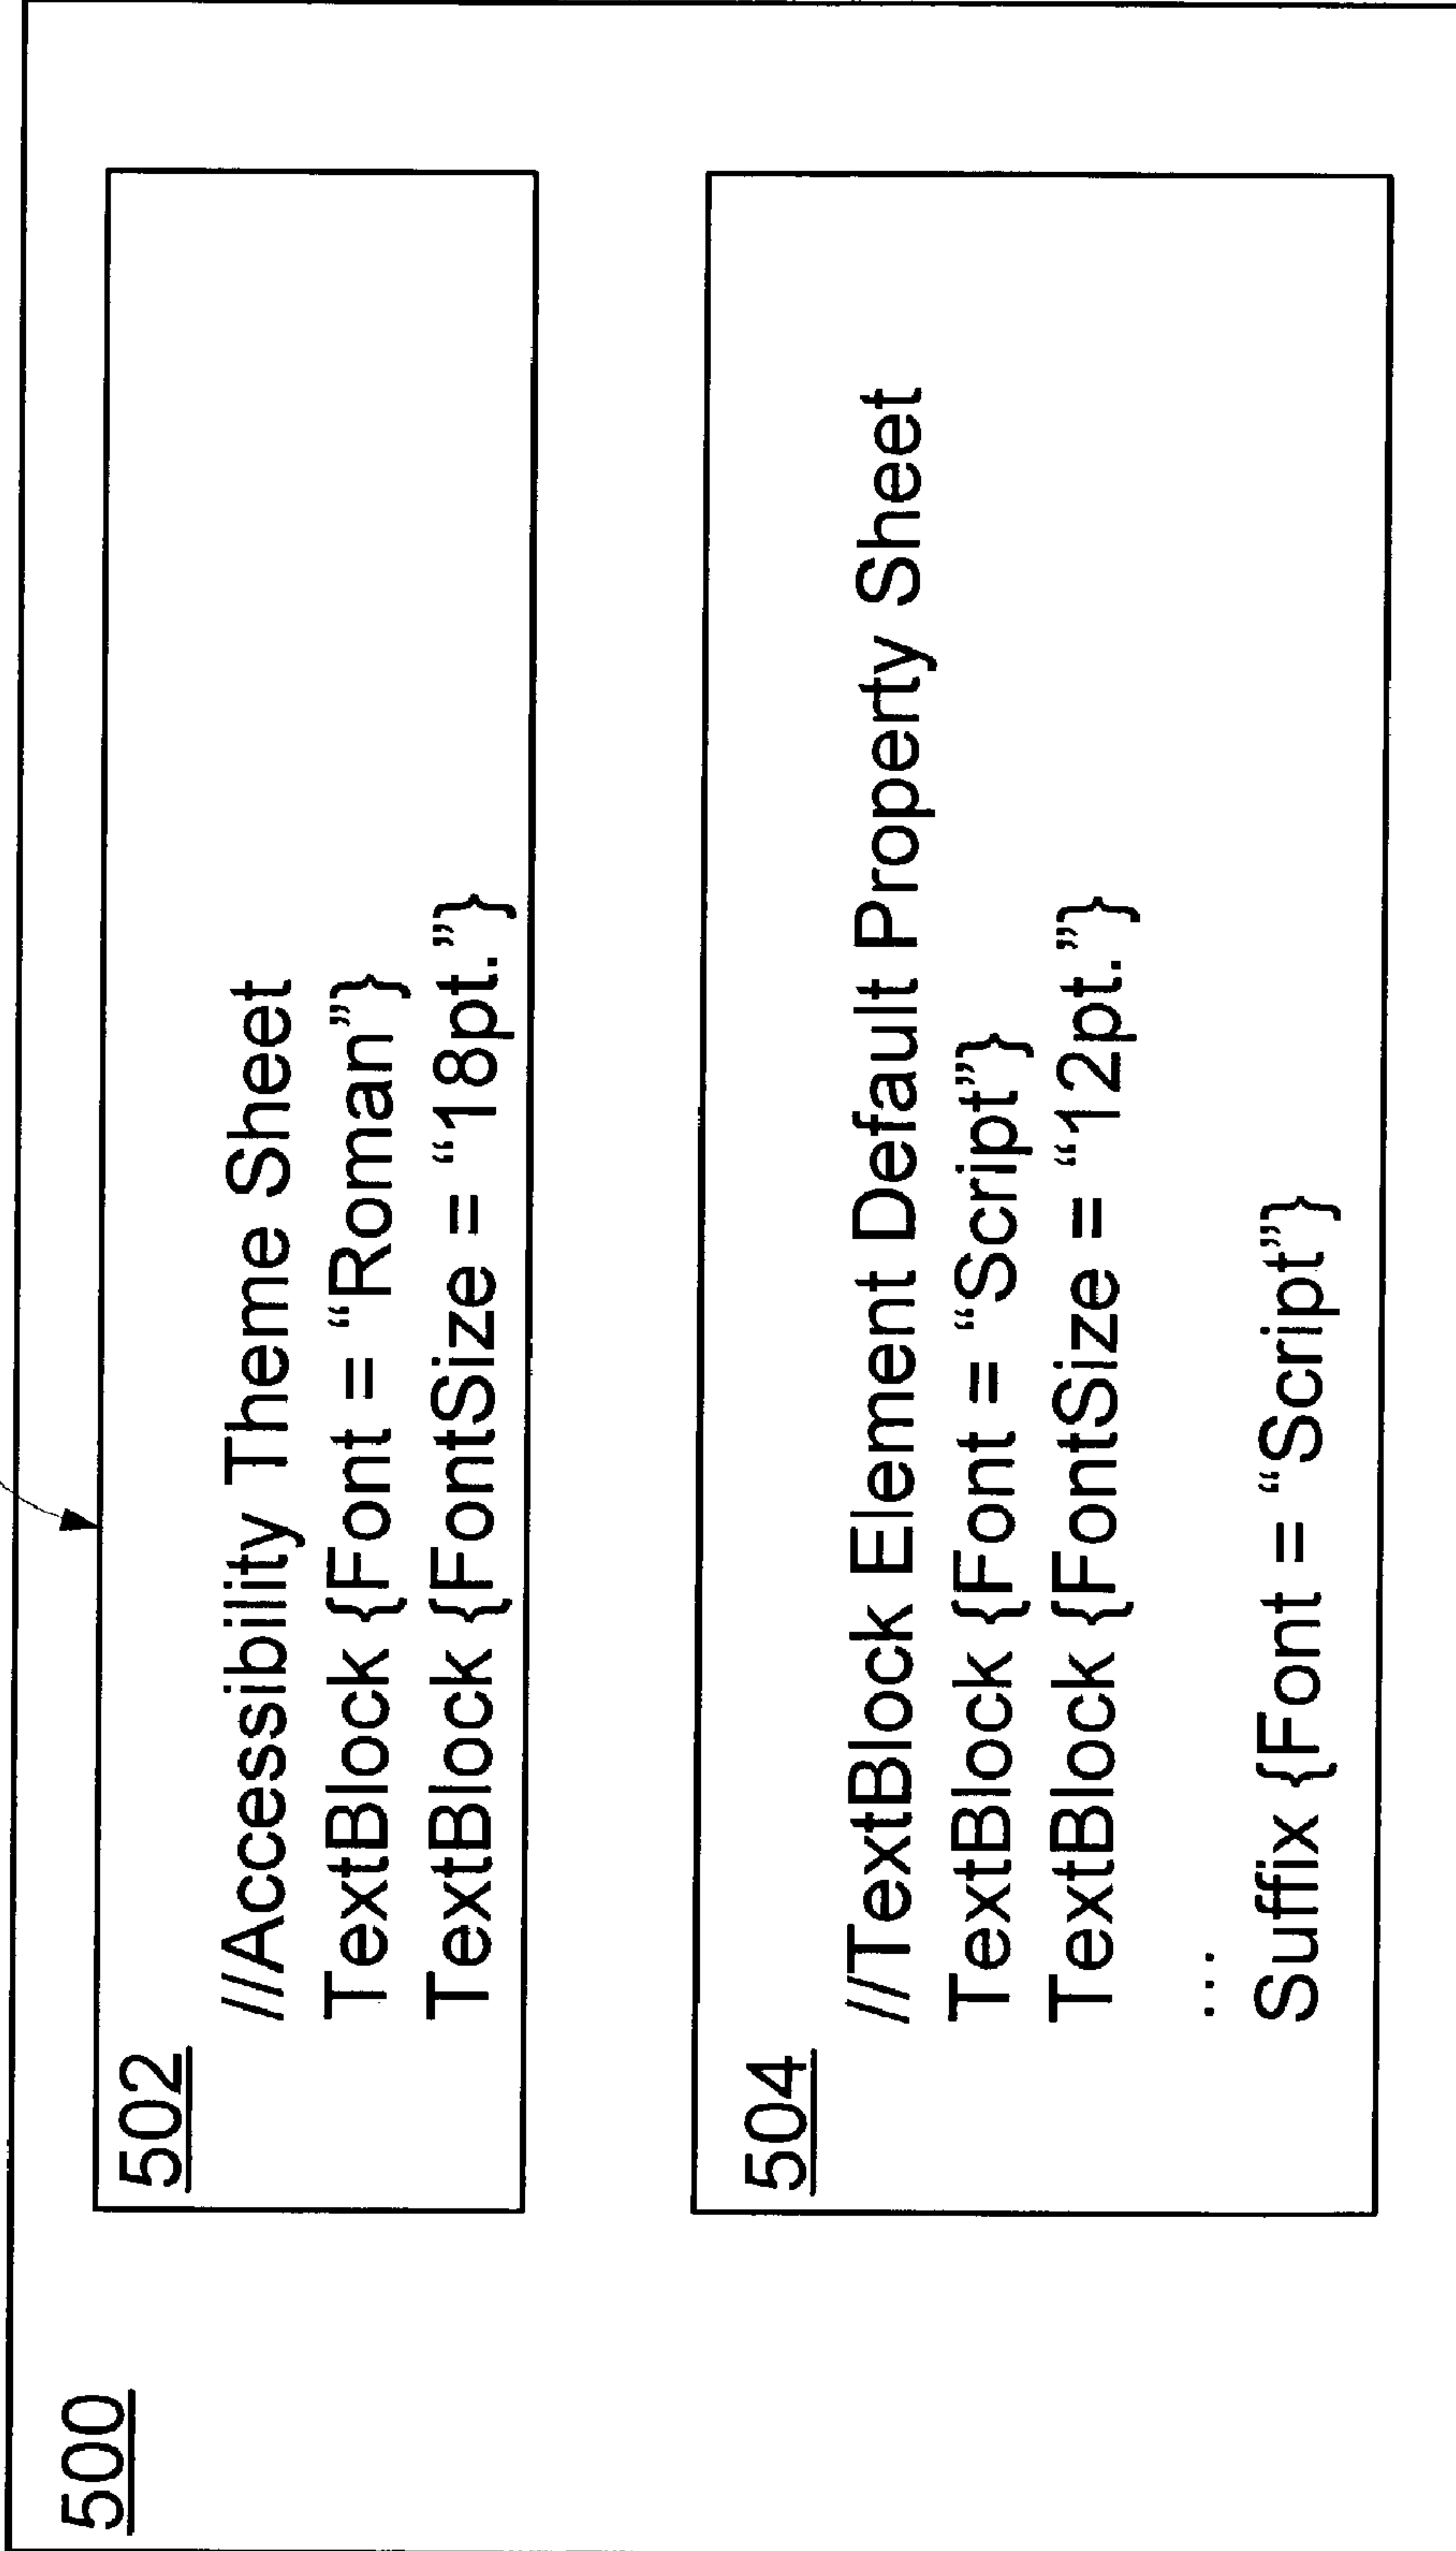 500
502
//Accessibility Theme Sheet
TextBlock {Font = “Roman”}
TextBlock {FontSize = “18pt.”}
504
//TextBlock Element Default Property Sheet
TextBlock {Font = “Script”}
TextBlock {FontSize = “12pt.”}
...
Suffix {Font = “Script”}